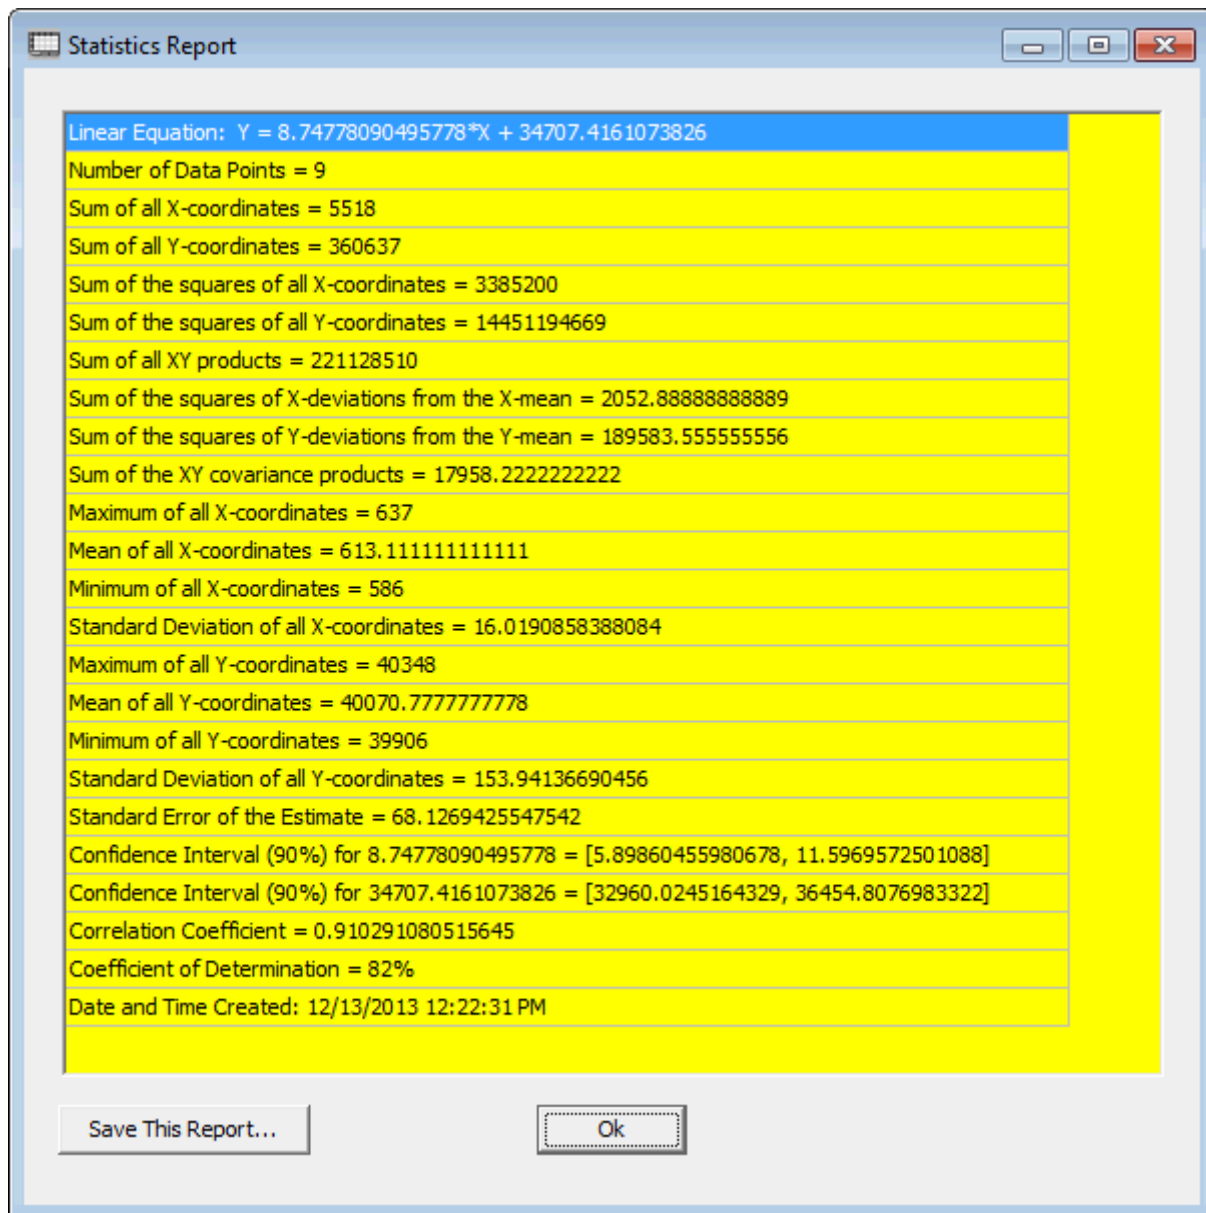 Statistics Report
Linear Equation:  Y = 8.74778090495778*X + 34707.4161073826
Number of Data Points = 9
Sum of all X-coordinates = 5518
Sum of all Y-coordinates = 360637
Sum of the squares of all X-coordinates = 3385200
Sum of the squares of all Y-coordinates = 14451194669
Sum of all XY products = 221128510
Sum of the squares of X-deviations from the X-mean = 2052.88888888889
Sum of the squares of Y-deviations from the Y-mean = 189583.555555556
Sum of the XY covariance products = 17958.2222222222
Maximum of all X-coordinates = 637
Mean of all X-coordinates = 613.111111111111
Minimum of all X-coordinates = 586
Standard Deviation of all X-coordinates = 16.0190858388084
Maximum of all Y-coordinates = 40348
Mean of all Y-coordinates = 40070.7777777778
Minimum of all Y-coordinates = 39906
Standard Deviation of all Y-coordinates = 153.94136690456
Standard Error of the Estimate = 68.1269425547542
Confidence Interval (90%) for 8.74778090495778 = [5.89860455980678, 11.5969572501088]
Confidence Interval (90%) for 34707.4161073826 = [32960.0245164329, 36454.8076983322]
Correlation Coefficient = 0.910291080515645
Coefficient of Determination = 82%
Date and Time Created: 12/13/2013 12:22:31 PM
Save This Report...
Ok